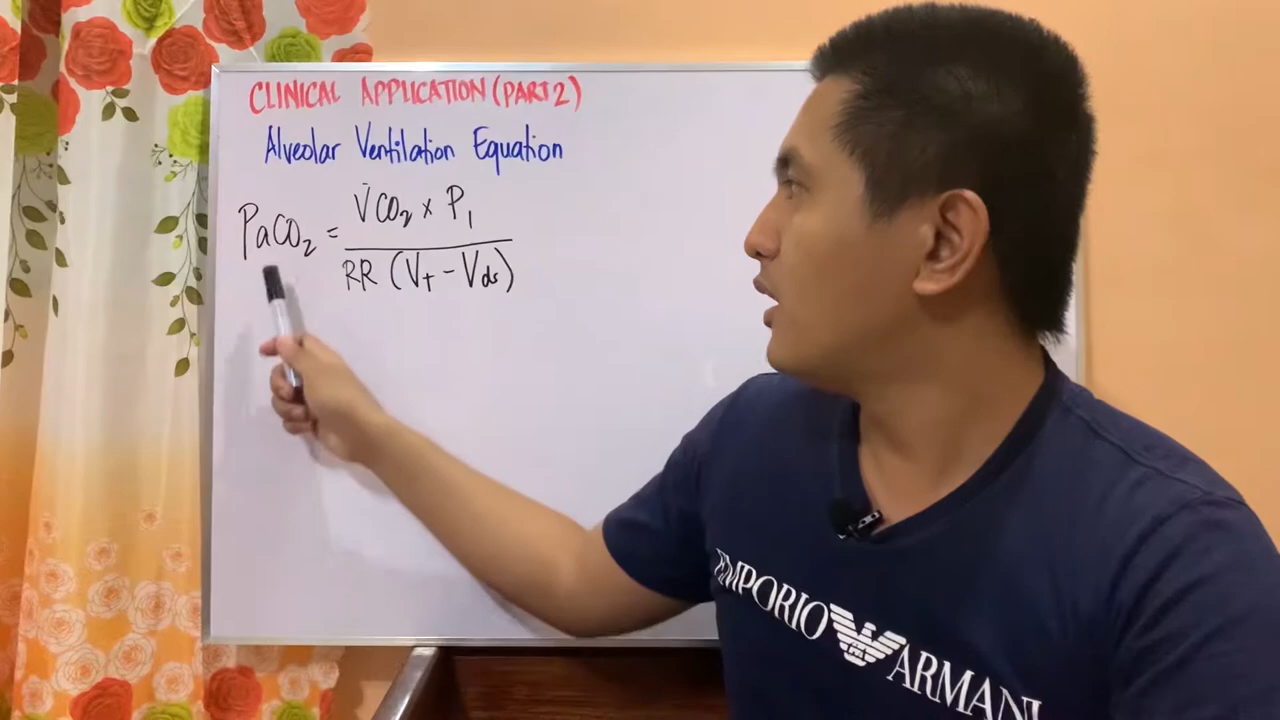 CLINICAL APPLICATION (PART 2)
Alveolar Ventilation Equation
PaCO₂ = V̇CO₂ × P₁
RR (Vt - Vds)
EMPORIO ARMANI